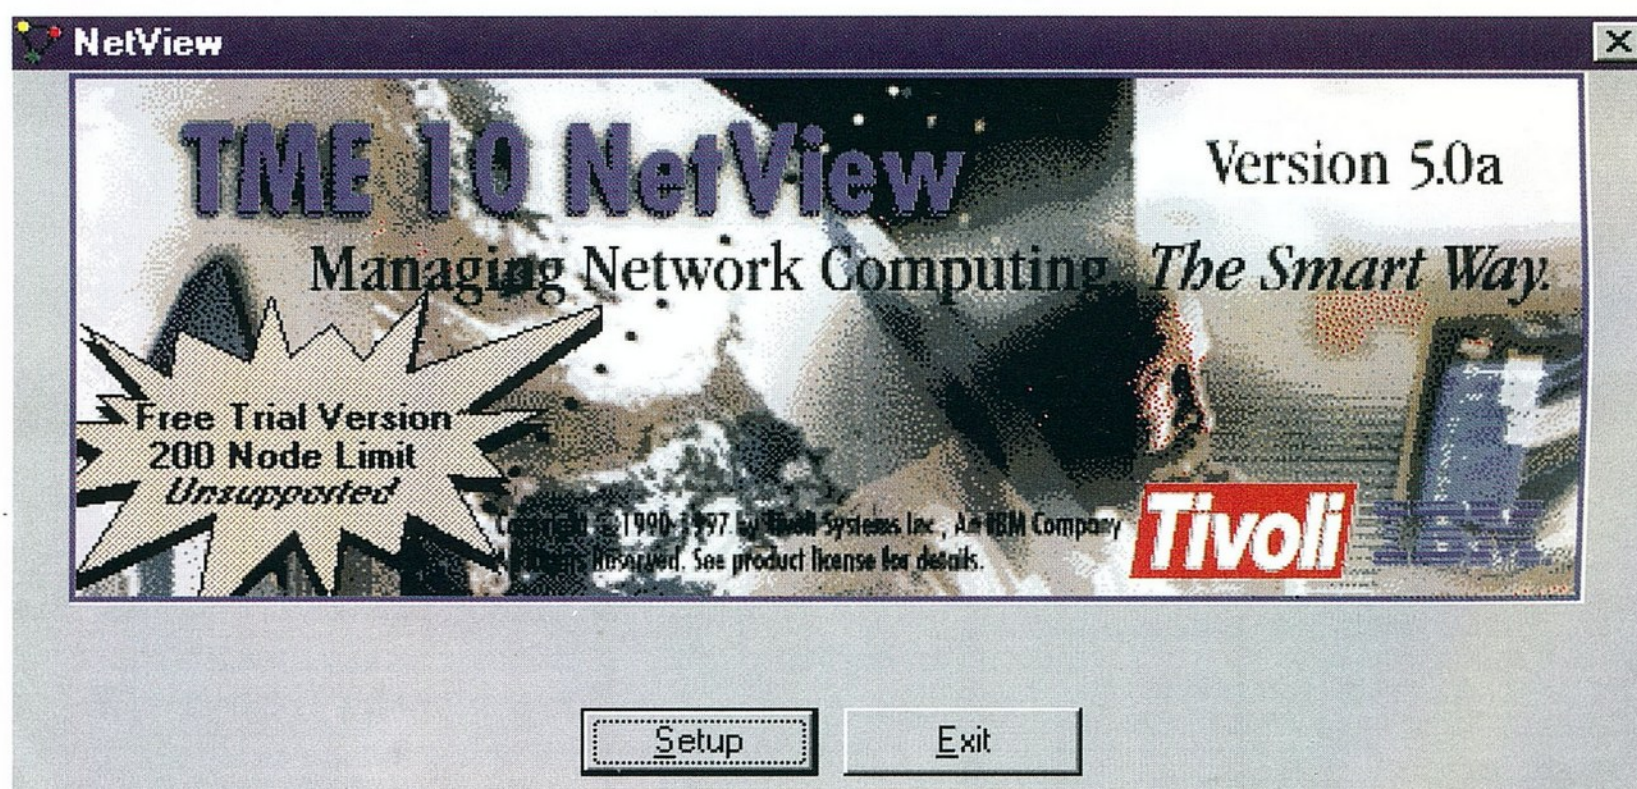 NetView
TME 10 NetView
Version 5.0a
Managing Network Computing The Smart Way.
Free Trial Version
200 Node Limit
Unsupported
Copyright © 1990-1997 by Tivoli Systems Inc., An IBM Company
Reserved. See product license for details.
Tivoli IBM
Setup
Exit